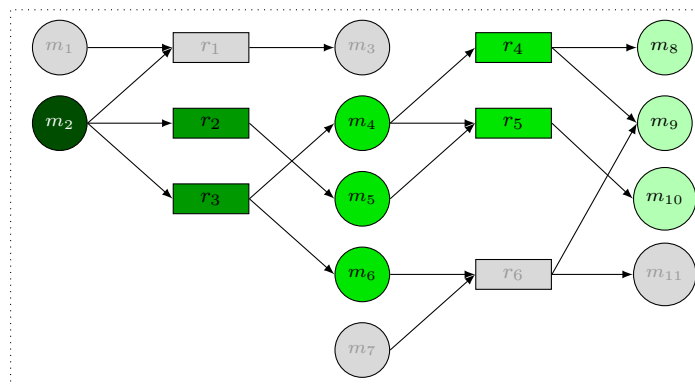 m₁ r₁ m₃ r₄ m₈
m₂ r₂ m₄ r₅ m₉
r₃ m₅ m₁₀
m₆ r₆ m₁₁
m₇